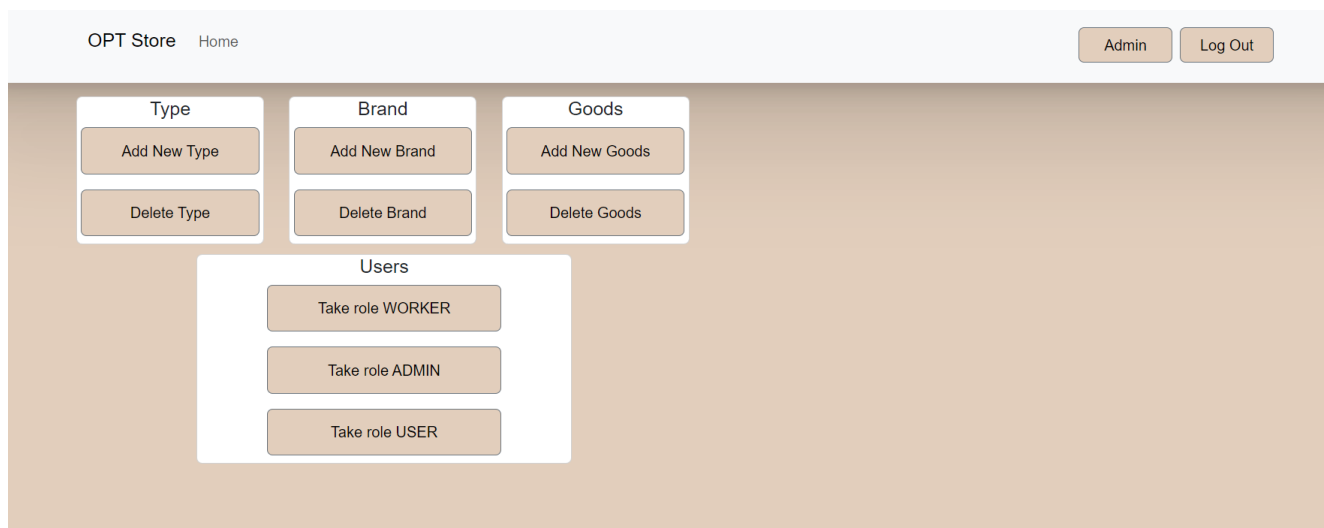 OPT Store Home Admin Log Out
Type Brand Goods
Add New Type Add New Brand Add New Goods
Delete Type Delete Brand Delete Goods
Users
Take role WORKER
Take role ADMIN
Take role USER